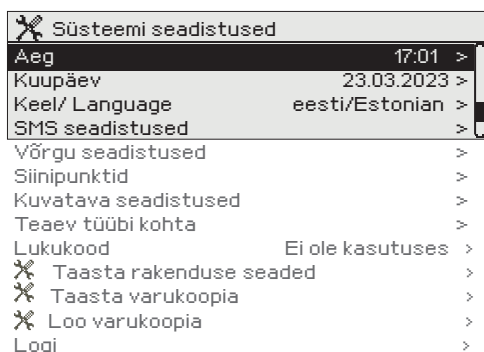 Süsteemi seadistused
Aeg 17:01 >
Kuupäev 23.03.2023 >
Keel/ Language eesti/Estonian >
SMS seadistused >
Võrgu seadistused >
Siinipunktid >
Kuvatava seadistused >
Teaev tüübi kohta >
Lukukood Ei ole kasutuses >
Taasta rakenduse seaded >
Taasta varukoopia >
Loo varukoopia >
Logi >